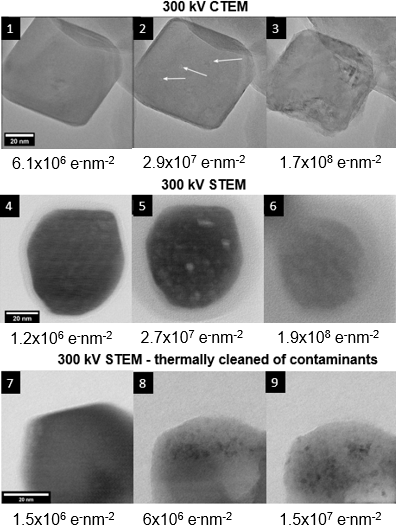 300 kV CTEM
1 2 3
20 nm
6.1x10⁶ e⁻nm⁻² 2.9x10⁷ e⁻nm⁻² 1.7x10⁸ e⁻nm⁻²
300 kV STEM
4 5 6
20 nm
1.2x10⁶ e⁻nm⁻² 2.7x10⁷ e⁻nm⁻² 1.9x10⁸ e⁻nm⁻²
300 kV STEM - thermally cleaned of contaminants
7 8 9
20 nm
1.5x10⁶ e⁻nm⁻² 6x10⁶ e⁻nm⁻² 1.5x10⁷ e⁻nm⁻²